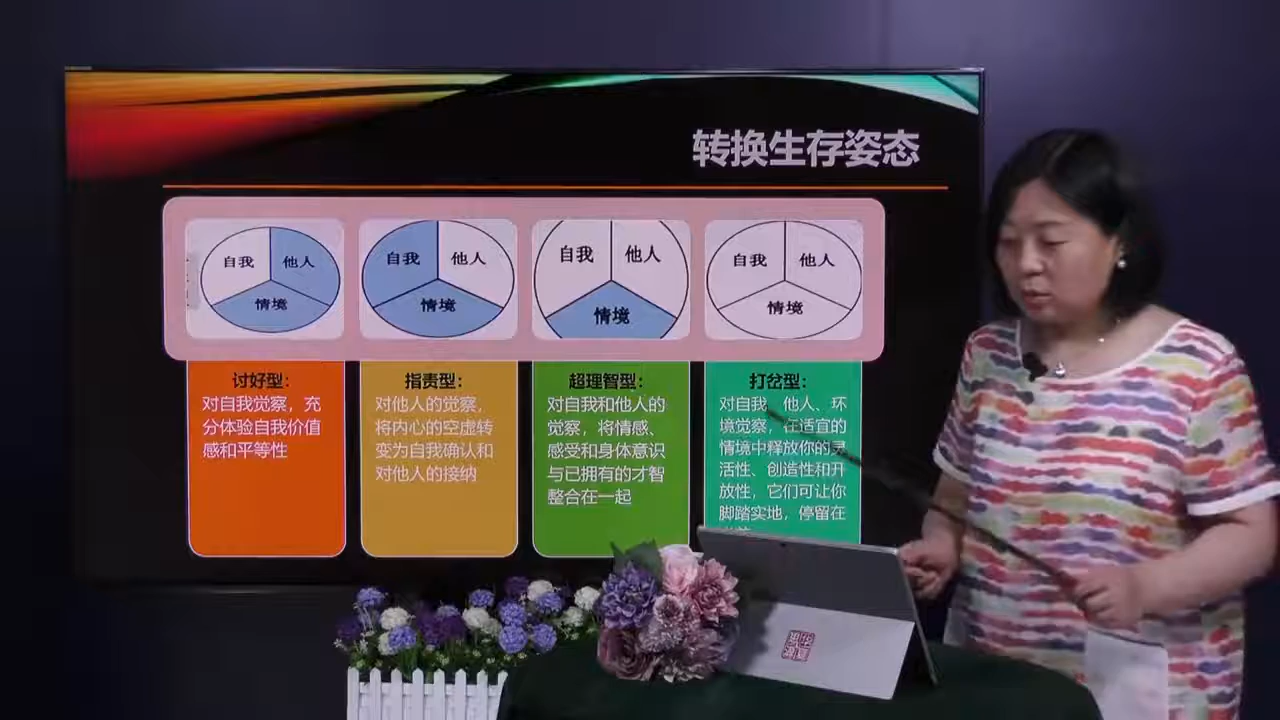 转换生存姿态
自我 他人
情境
自我 他人
情境
自我 他人
情境
自我 他人
情境
讨好型：
对自我觉察，充
分体验自我价值
感和平等性
指责型：
对他人的觉察，
将内心的空虚转
变为自我确认和
对他人的接纳
超理智型：
对自我和他人的
觉察，将情感、
感受和身体意识
与已拥有的才智
整合在一起
打岔型：
对自我、他人、环
境觉察，在适宜的
情境中释放你的灵
活性、创造性和开
放性，它们可让你
脚踏实地，停留在